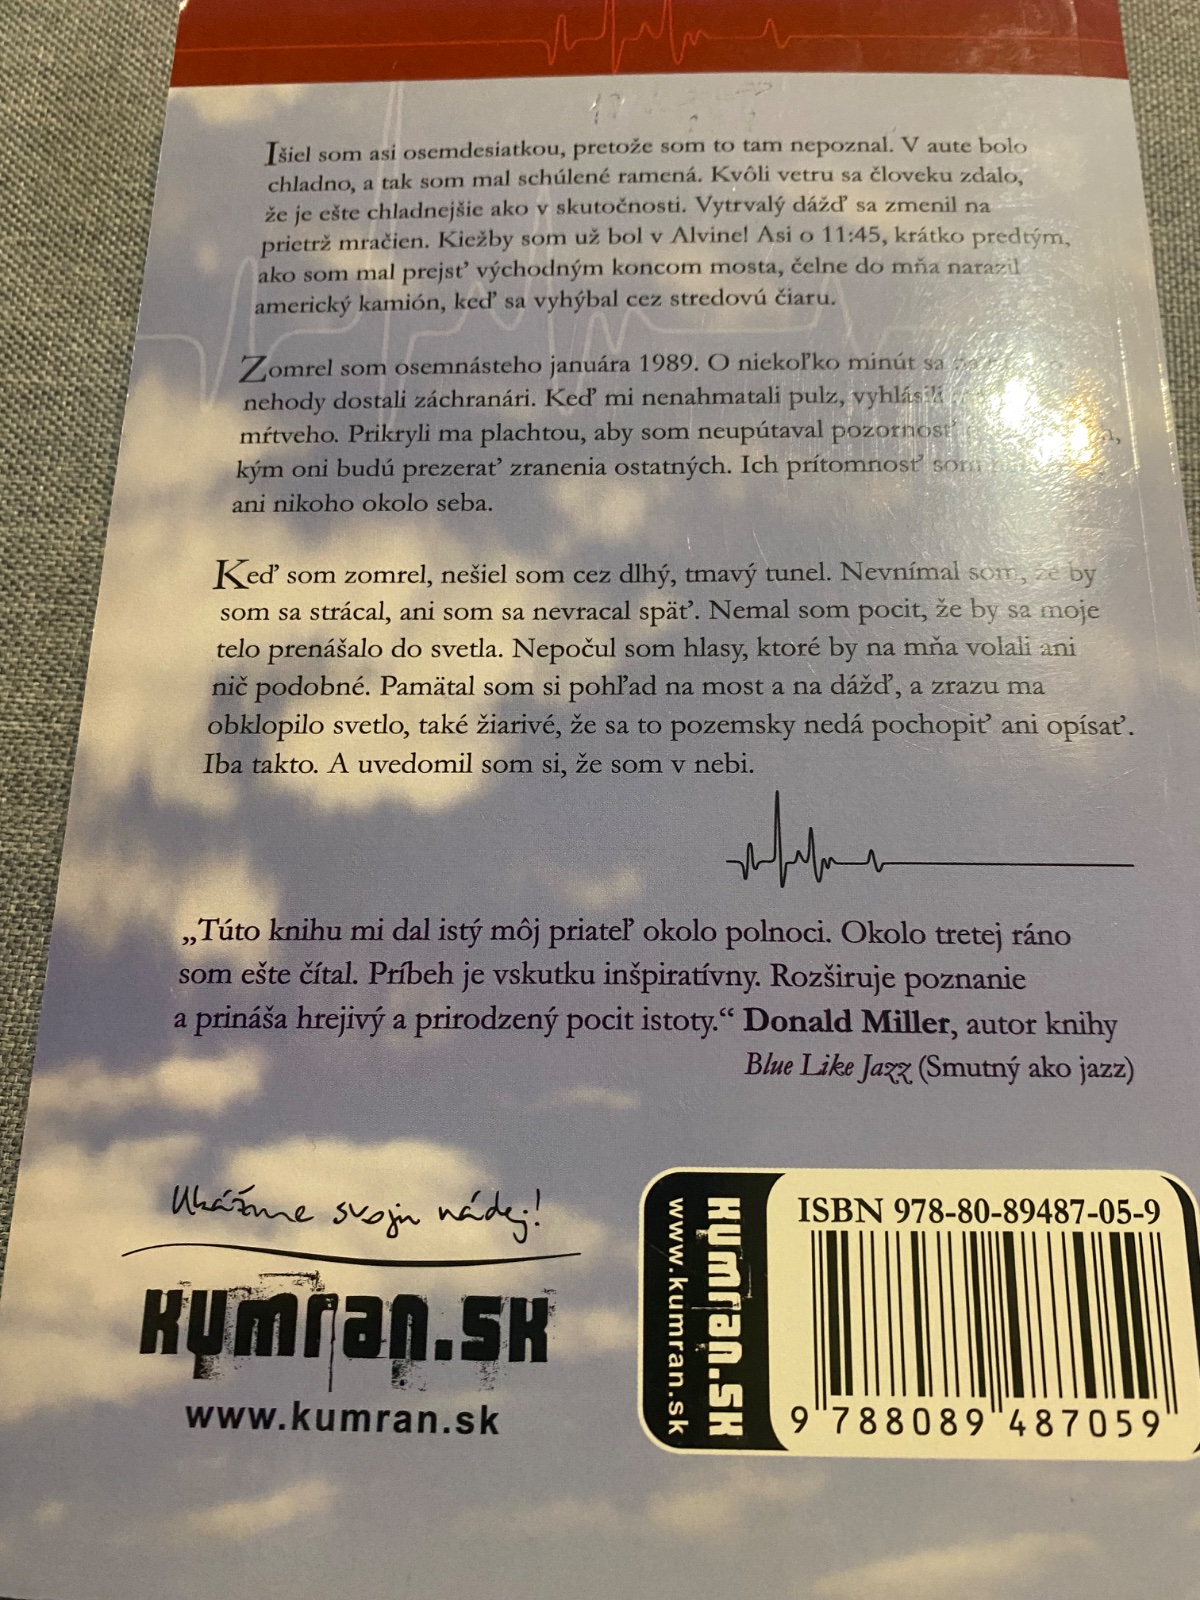 Išiel som asi osemdesiatkou, pretože som to tam nepoznal. V aute bolo
chladno, a tak som mal schúlené ramená. Kvôli vetru sa človeku zdalo,
že je ešte chladnejšie ako v skutočnosti. Vytrvalý dážď sa zmenil na
prietrž mračien. Kiežby som už bol v Alvine! Asi o 11:45, krátko predtým,
ako som mal prejsť východným koncom mosta, čelne do mňa narazil
americký kamión, keď sa vyhýbal cez stredovú čiaru.
Zomrel som osemnásteho januára 1989. O niekoľko minút sa
nehody dostali záchranári. Keď mi nenahmatali pulz, vyhlásili
mŕtveho. Prikryli ma plachtou, aby som neupútaval pozornosť
kým oni budú prezerať zranenia ostatných. Ich prítomnosť som
ani nikoho okolo seba.
Keď som zomrel, nešiel som cez dlhý, tmavý tunel. Nevnímal som, že by
som sa strácal, ani som sa nevracal späť. Nemal som pocit, že by sa moje
telo prenášalo do svetla. Nepočul som hlasy, ktoré by na mňa volali ani
nič podobné. Pamätal som si pohľad na most a na dážď, a zrazu ma
obklopilo svetlo, také žiarivé, že sa to pozemsky nedá pochopiť ani opísať.
Iba takto. A uvedomil som si, že som v nebi.
„Túto knihu mi dal istý môj priateľ okolo polnoci. Okolo tretej ráno
som ešte čítal. Príbeh je vskutku inšpiratívny. Rozširuje poznanie
a prináša hrejivý a prirodzený pocit istoty.“ Donald Miller, autor knihy
Blue Like Jazz (Smutný ako jazz)
Ukážme svoju nádej!
kumran.sk
www.kumran.sk
kumran.sk
www.kumran.sk
ISBN 978-80-89487-05-9
9 788089 487059